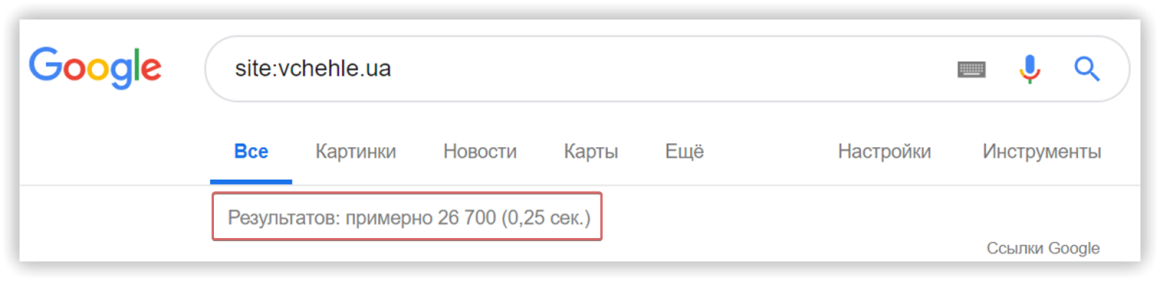 Google site:vchehle.ua
Все Картинки Новости Карты Ещё Настройки Инструменты
Результатов: примерно 26 700 (0,25 сек.)
Ссылки Google